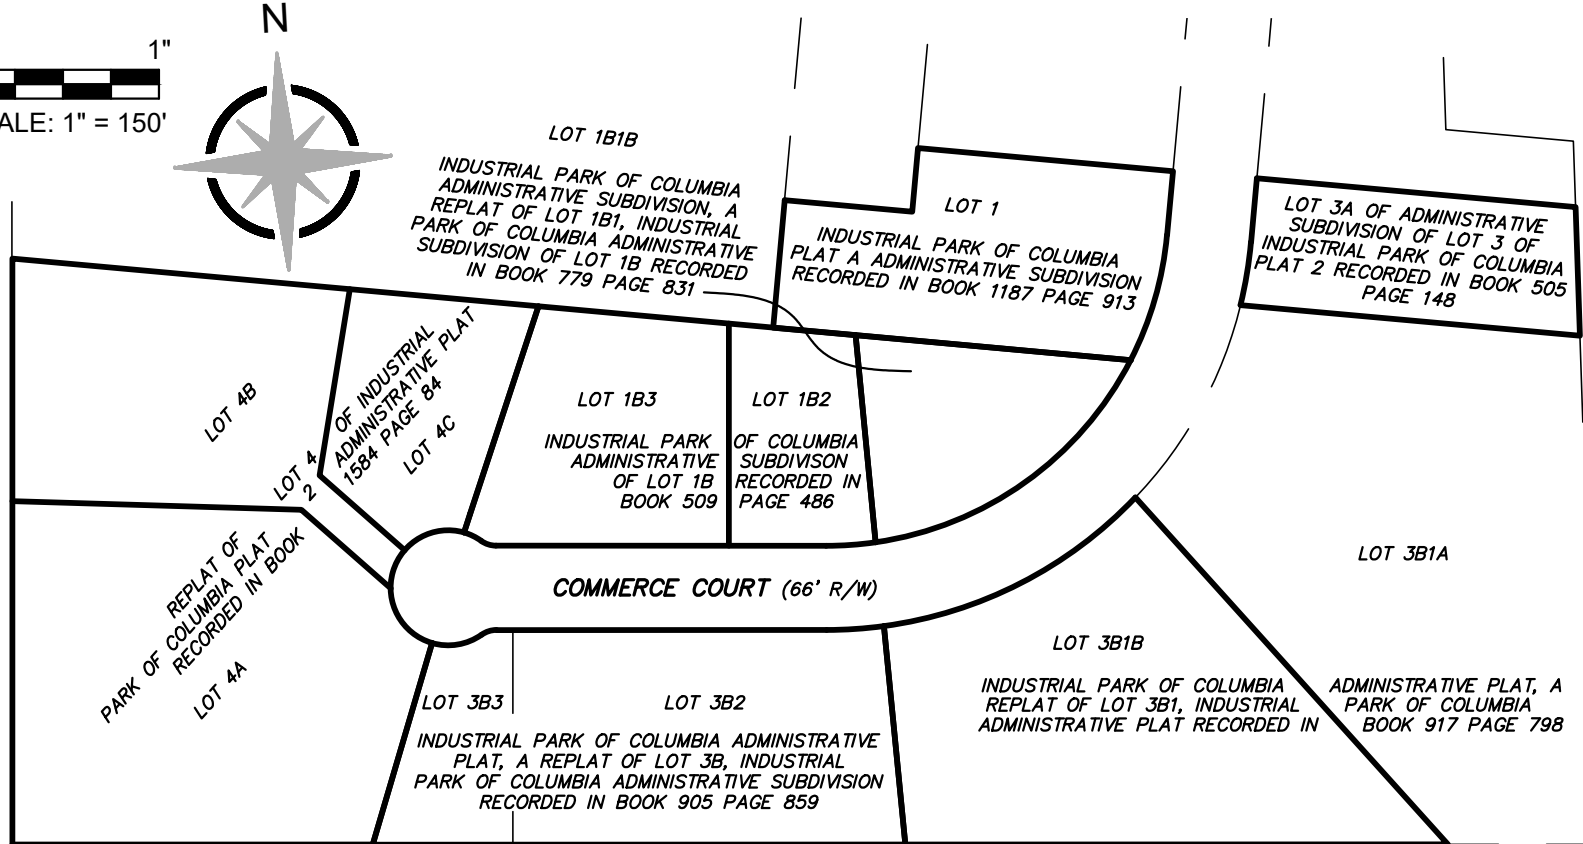 N
1"
ALE: 1" = 150'
LOT 1B1B
INDUSTRIAL PARK OF COLUMBIA
ADMINISTRATIVE SUBDIVISION, A
REPLAT OF LOT 1B1, INDUSTRIAL
PARK OF COLUMBIA ADMINISTRATIVE
SUBDIVISION OF LOT 1B RECORDED
IN BOOK 779 PAGE 831
LOT 1
INDUSTRIAL PARK OF COLUMBIA
PLAT A ADMINISTRATIVE SUBDIVISION
RECORDED IN BOOK 1187 PAGE 913
LOT 3A OF ADMINISTRATIVE
SUBDIVISION OF LOT 3 OF
INDUSTRIAL PARK OF COLUMBIA
PLAT 2 RECORDED IN BOOK 505
PAGE 148
LOT 4B
REPLAT OF LOT 4 OF INDUSTRIAL
PARK OF COLUMBIA PLAT 2 ADMINISTRATIVE PLAT
RECORDED IN BOOK 1584 PAGE 84
LOT 4C
LOT 4A
LOT 1B3 LOT 1B2
INDUSTRIAL PARK OF COLUMBIA
ADMINISTRATIVE SUBDIVISON
OF LOT 1B RECORDED IN
BOOK 509 PAGE 486
COMMERCE COURT (66' R/W)
LOT 3B3 LOT 3B2
INDUSTRIAL PARK OF COLUMBIA ADMINISTRATIVE
PLAT, A REPLAT OF LOT 3B, INDUSTRIAL
PARK OF COLUMBIA ADMINISTRATIVE SUBDIVISION
RECORDED IN BOOK 905 PAGE 859
LOT 3B1A
LOT 3B1B
INDUSTRIAL PARK OF COLUMBIA ADMINISTRATIVE PLAT, A
REPLAT OF LOT 3B1, INDUSTRIAL PARK OF COLUMBIA
ADMINISTRATIVE PLAT RECORDED IN BOOK 917 PAGE 798